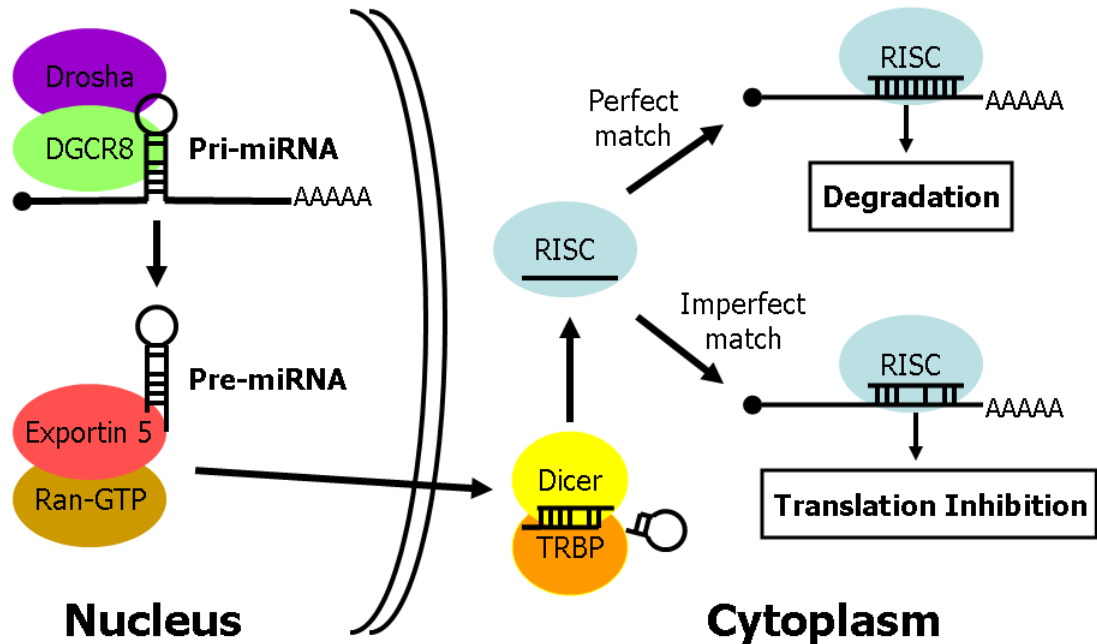 Drosha
DGCR8
Pri-miRNA
AAAAA
Pre-miRNA
Exportin 5
Ran-GTP
Nucleus
Dicer
TRBP
RISC
Perfect
match
RISC
AAAAA
Degradation
Imperfect
match
RISC
AAAAA
Translation Inhibition
Cytoplasm